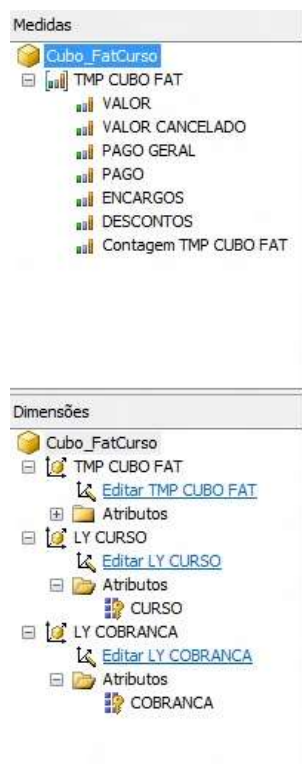 Medidas
Cubo_FatCurso
TMP CUBO FAT
VALOR
VALOR CANCELADO
PAGO GERAL
PAGO
ENCARGOS
DESCONTOS
Contagem TMP CUBO FAT
Dimensões
Cubo_FatCurso
TMP CUBO FAT
Editar TMP CUBO FAT
Atributos
LY CURSO
Editar LY CURSO
Atributos
CURSO
LY COBRANCA
Editar LY COBRANCA
Atributos
COBRANCA